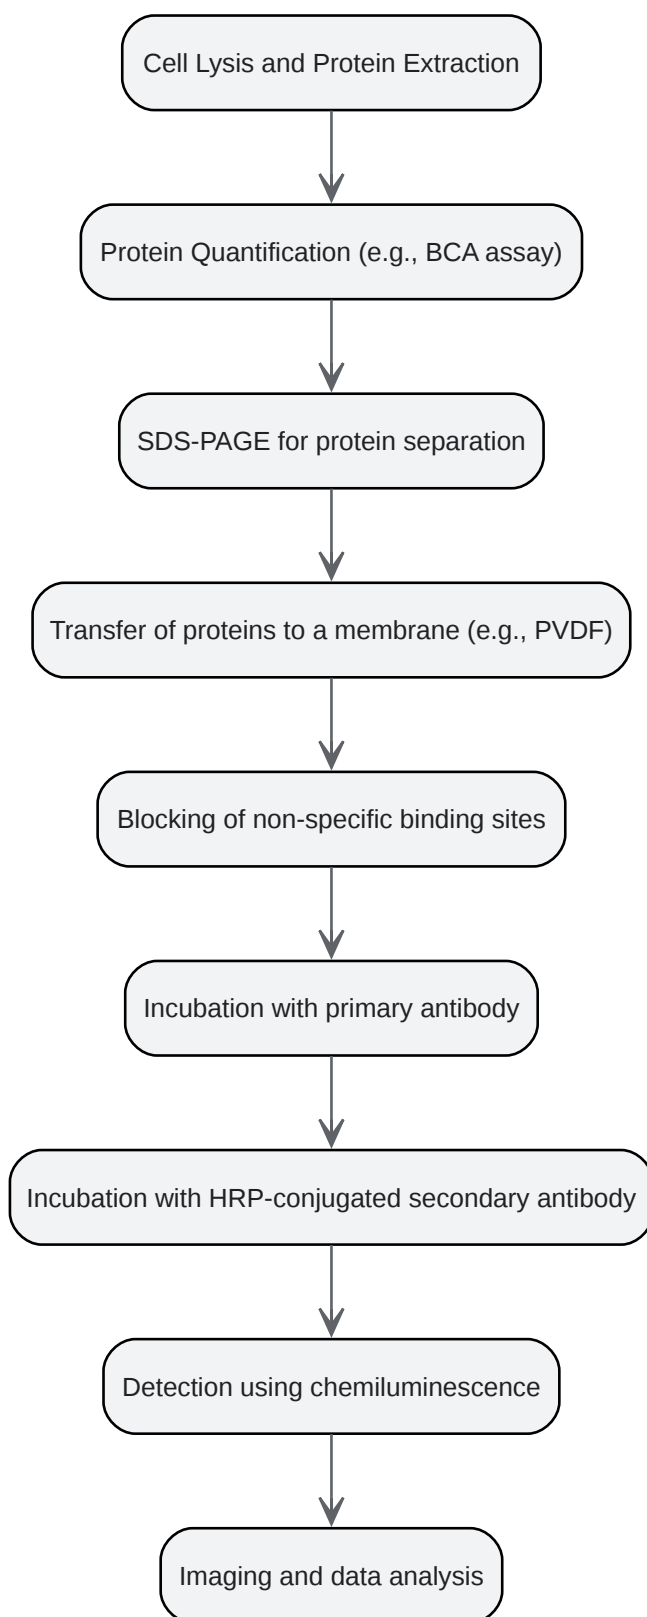 Cell Lysis and Protein Extraction
Protein Quantification (e.g., BCA assay)
SDS-PAGE for protein separation
Transfer of proteins to a membrane (e.g., PVDF)
Blocking of non-specific binding sites
Incubation with primary antibody
Incubation with HRP-conjugated secondary antibody
Detection using chemiluminescence
Imaging and data analysis